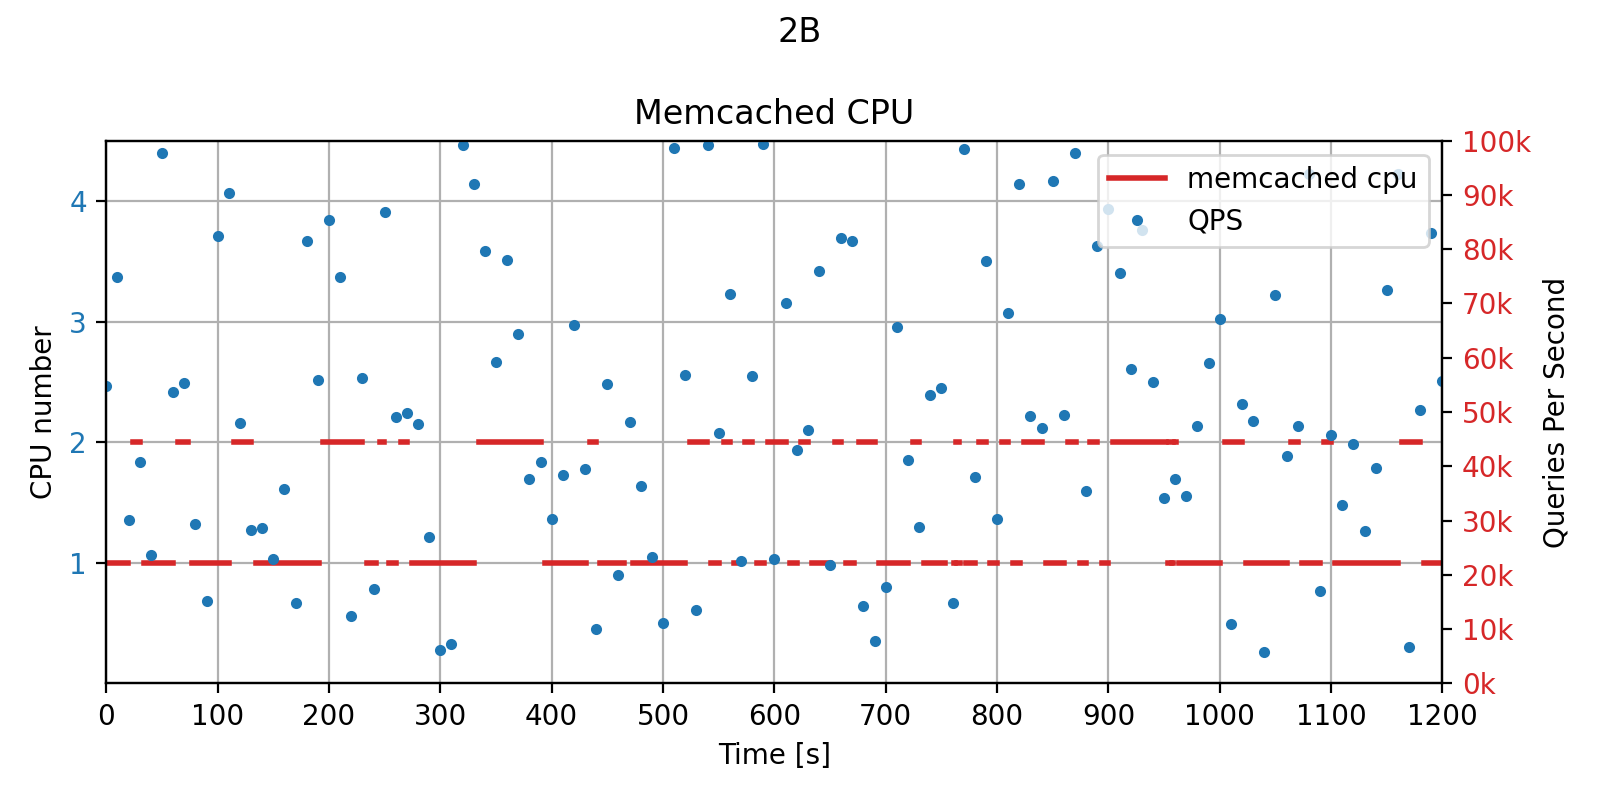 2B
Memcached CPU
memcached cpu
QPS
4
3
2
1
CPU number
100k
90k
80k
70k
60k
50k
40k
30k
20k
10k
0k
Queries Per Second
0 100 200 300 400 500 600 700 800 900 1000 1100 1200
Time [s]